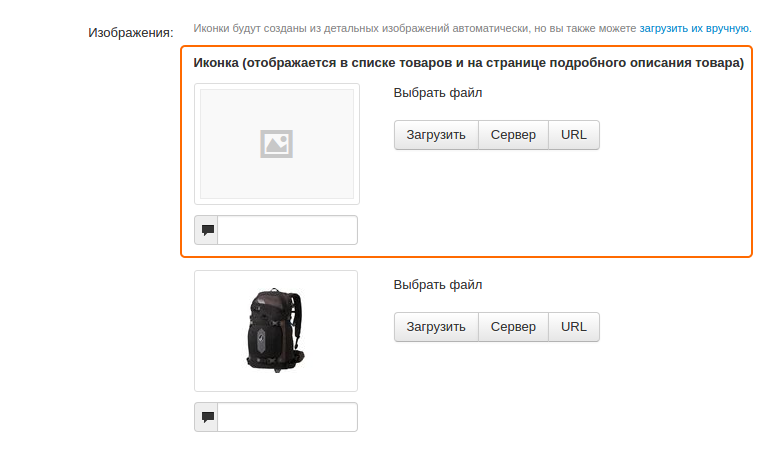 Изображения:
Иконки будут созданы из детальных изображений автоматически, но вы также можете загрузить их вручную.
Иконка (отображается в списке товаров и на странице подробного описания товара)
Выбрать файл
Загрузить Сервер URL
Выбрать файл
Загрузить Сервер URL